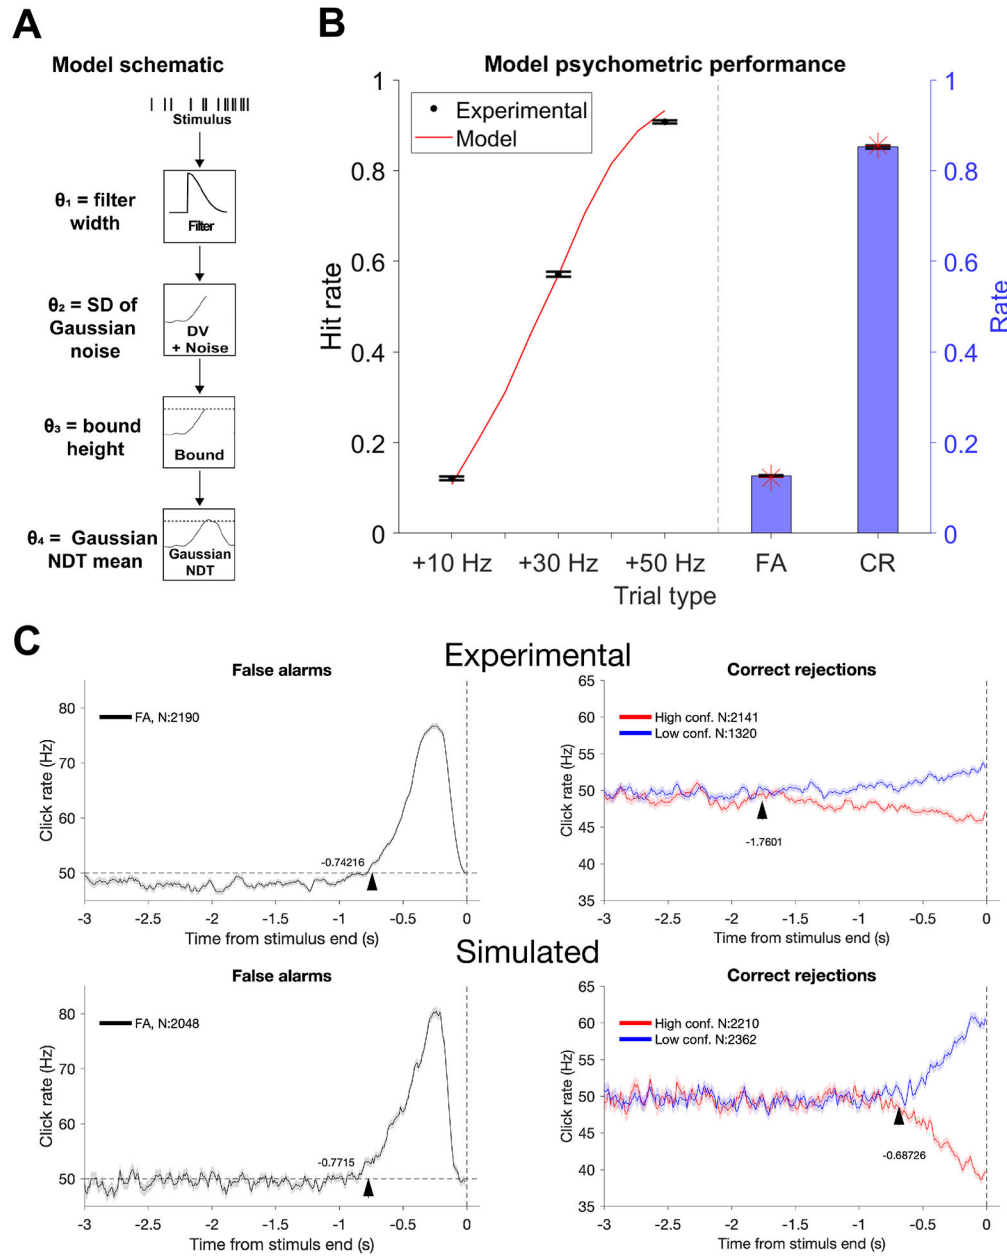 A
Model schematic
Stimulus
θ₁ = filter
width
Filter
θ₂ = SD of
Gaussian
noise
DV
+ Noise
θ₃ = bound
height
Bound
θ₄ = Gaussian
NDT mean
Gaussian
NDT
B
Model psychometric performance
Experimental
Model
Hit rate
1
0.8
0.6
0.4
0.2
0
1
0.8
0.6
0.4
0.2
0
Rate
+10 Hz +30 Hz +50 Hz FA CR
Trial type
C
Experimental
False alarms
FA, N:2190
Click rate (Hz)
80
70
60
50
-0.74216
-3 -2.5 -2 -1.5 -1 -0.5 0
Time from stimulus end (s)
Correct rejections
High conf. N:2141
Low conf. N:1320
Click rate (Hz)
65
60
55
50
45
40
35
-1.7601
-3 -2.5 -2 -1.5 -1 -0.5 0
Time from stimulus end (s)
Simulated
False alarms
FA, N:2048
Click rate (Hz)
80
70
60
50
-0.7715
-3 -2.5 -2 -1.5 -1 -0.5 0
Time from stimuls end (s)
Correct rejections
High conf. N:2210
Low conf. N:2362
Click rate (Hz)
65
60
55
50
45
40
35
-0.68726
-3 -2.5 -2 -1.5 -1 -0.5 0
Time from stimulus end (s)